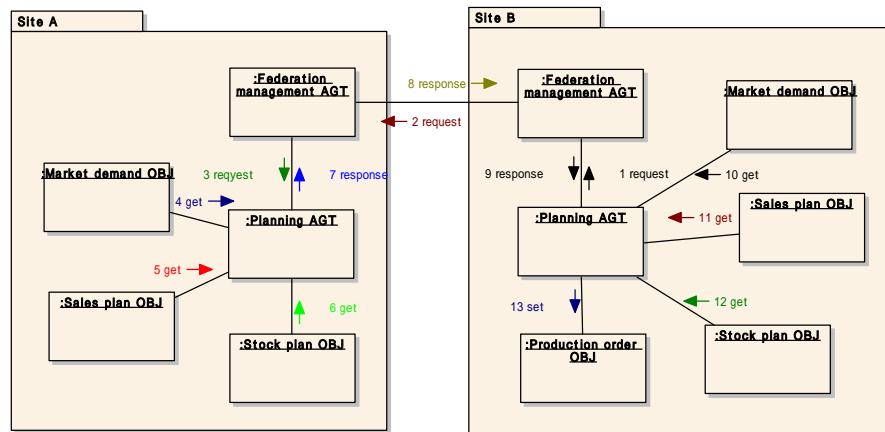 Site A
Site B
:Federation
management AGT
8 response
2 request
:Federation
management AGT
:Market demand OBJ
:Market demand OBJ
3 reqyest
7 response
9 response
1 request
10 get
4 get
:Planning AGT
:Planning AGT
11 get
:Sales plan OBJ
5 get
:Sales plan OBJ
6 get
13 set
12 get
:Stock plan OBJ
:Production order
OBJ
:Stock plan OBJ